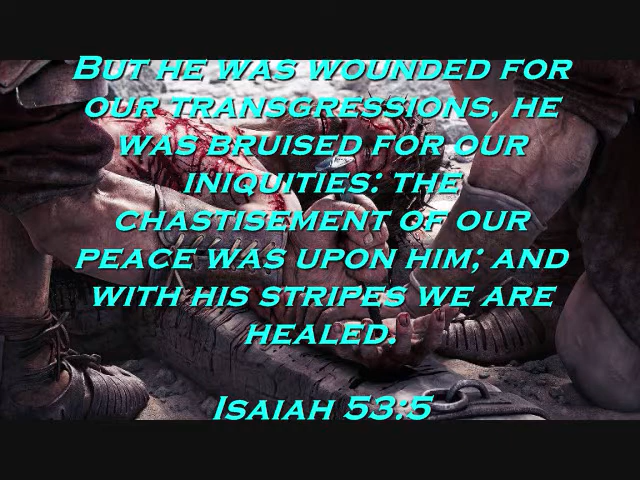 But he was wounded for
our transgressions, he
was bruised for our
iniquities: the
chastisement of our
peace was upon him; and
with his stripes we are
healed.
Isaiah 53:5